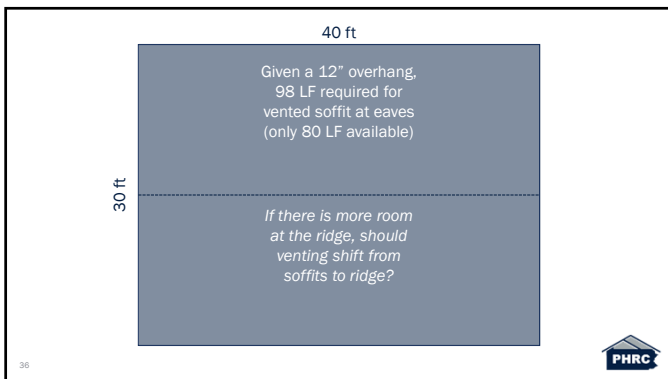 40 ft
Given a 12” overhang,
98 LF required for
vented soffit at eaves
(only 80 LF available)
30 ft
If there is more room
at the ridge, should
venting shift from
soffits to ridge?
36
PHRC